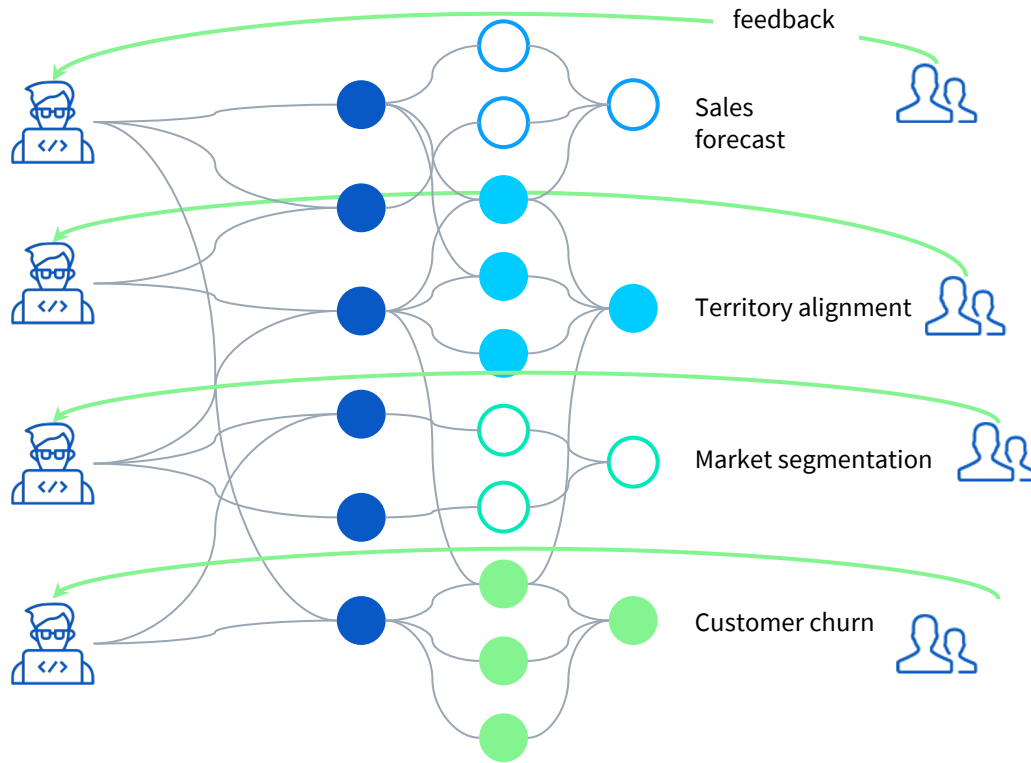 feedback
Sales
forecast
Territory alignment
Market segmentation
Customer churn